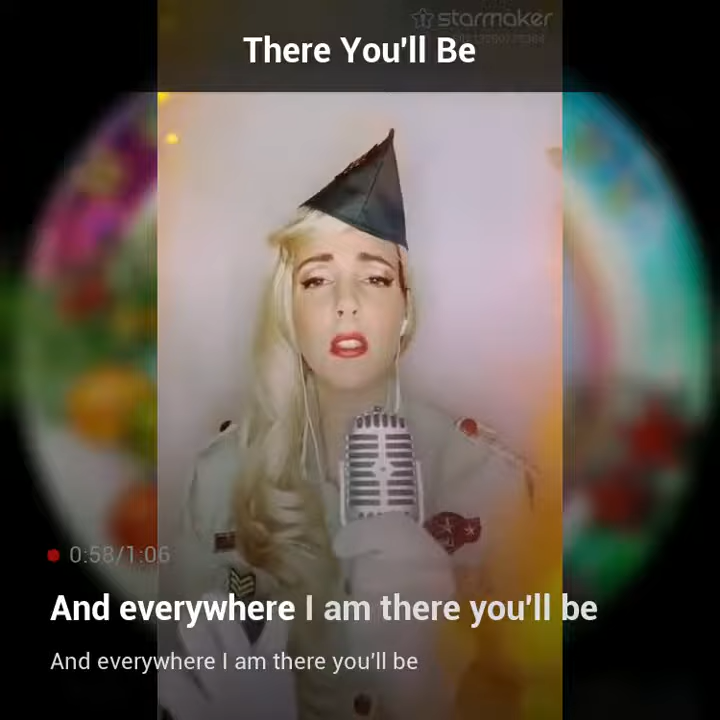 starmaker
There You'll Be
0:58/1:06
And everywhere I am there you'll be
And everywhere I am there you'll be